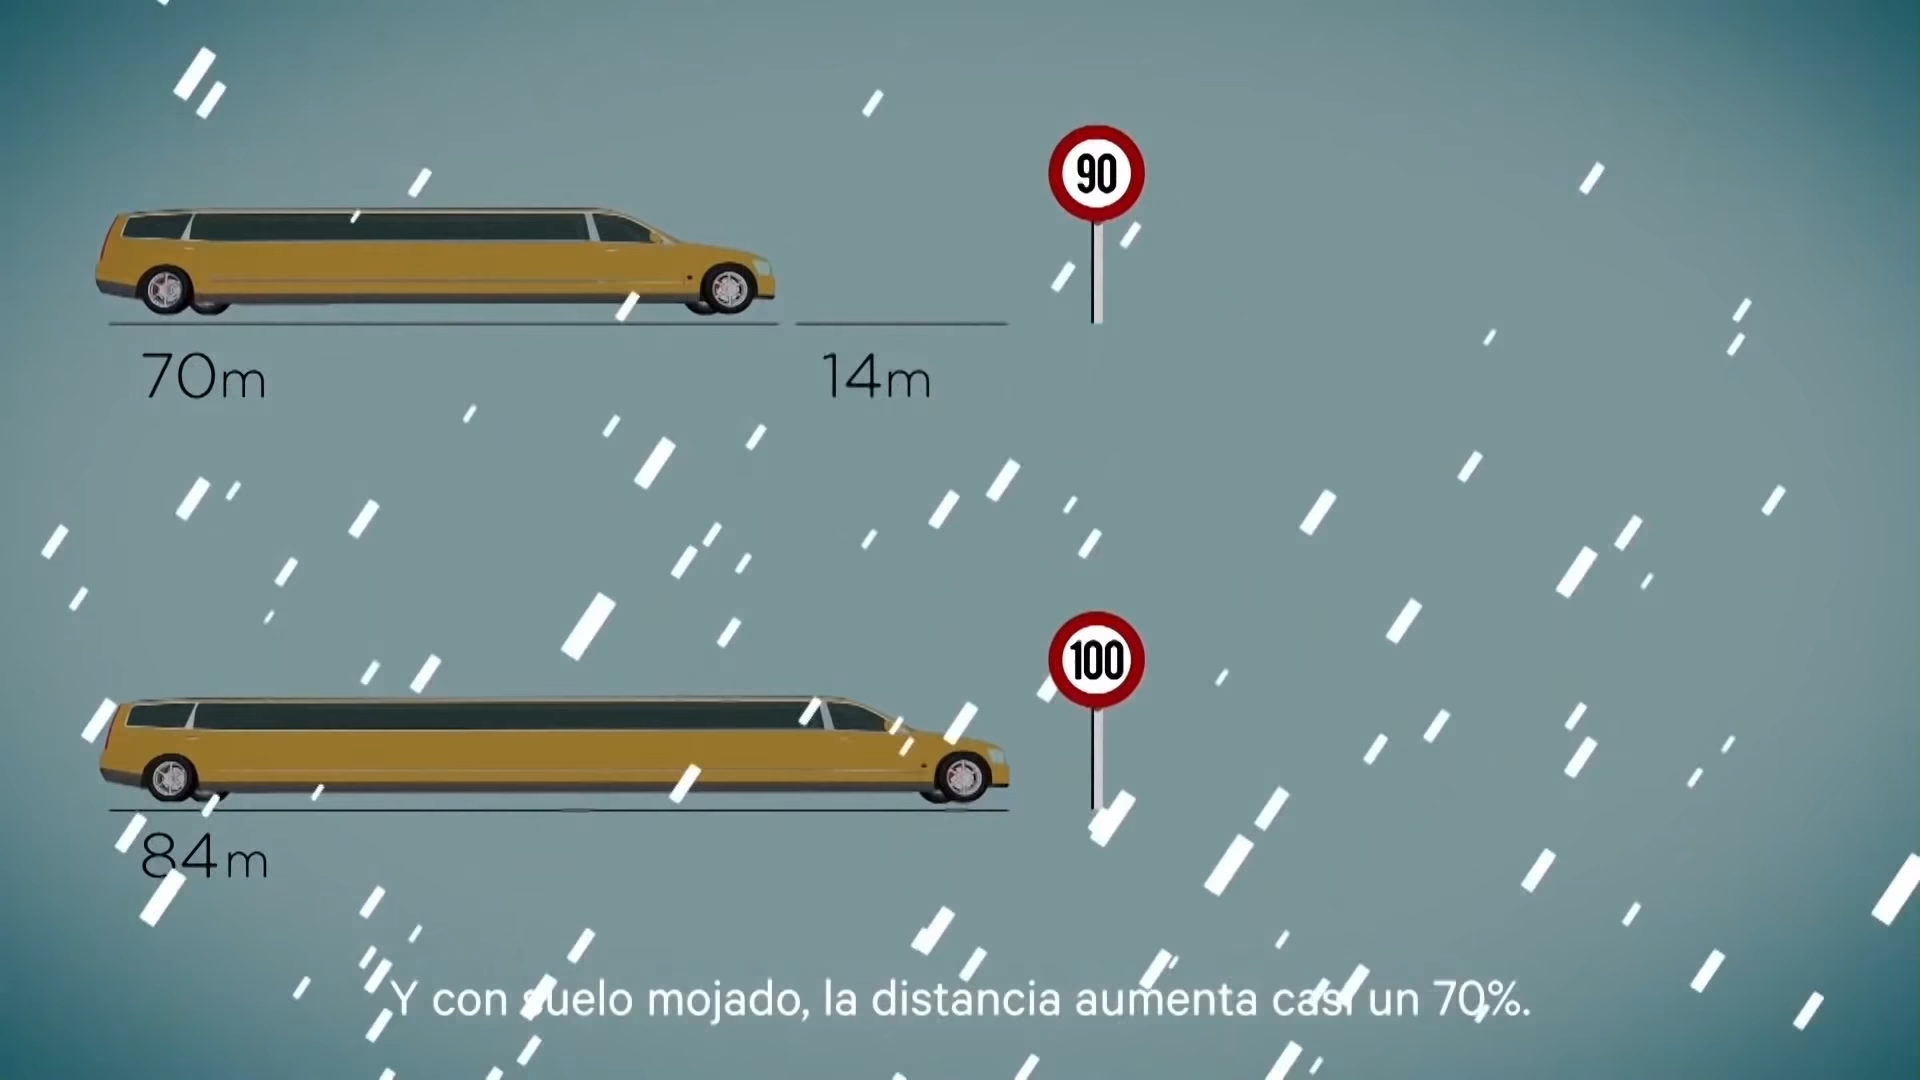 90
70m
14m
100
84m
Y con suelo mojado, la distancia aumenta casi un 70%.